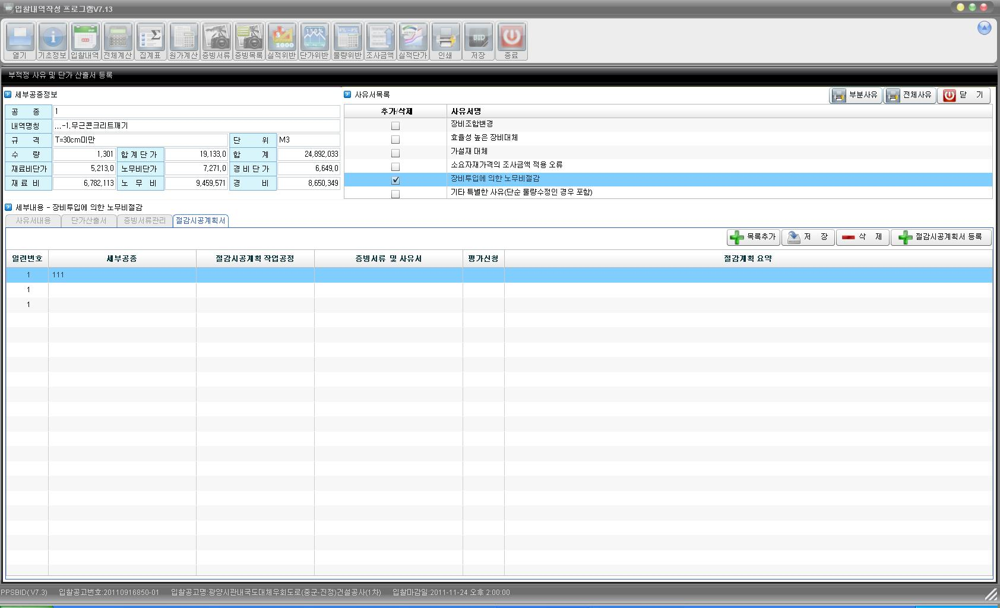 입찰내역작성 프로그램V7.13
열기 기초정보 입찰내역 전체계산 집계표 원가계산 증빙서류 증빙목록 실적위반 단가위반 물량위반 조사금액 실적단가 인쇄 저장 종료
부적정 사유 및 단가 산출서 등록
세부공종정보
공 종 1
내역명칭 ...-1,무근콘크리트깨기
규 격 T=30cm미만 단 위 M3
수 량 1,301 합계단가 19,133,0 합 계 24,892,033
재료비단가 5,213,0 노무비단가 7,271,0 경비단가 6,649,0
재 료 비 6,782,113 노 무 비 9,459,571 경 비 8,650,349
사유서목록
부분사유 전체사유 닫 기
추가/삭제 사유서명
장비조합변경
효율성 높은 장비대체
가설재 대체
소요자재가격의 조사금액 적용 오류
장비투입에 의한 노무비절감
기타 특별한 사유(단순 물량수정인 경우 포함)
세부내용 - 장비투입에 의한 노무비절감
사유서내용 단가산출서 증빙서류관리 절감시공계획서
목록추가 저 장 삭 제 절감시공계획서 등록
일련번호 세부공종 절감시공계획 작업공정 증빙서류 및 사유서 평가신청 절감계획 요약
1 111
1
1
PPSBID(V7.3) 입찰공고번호:20110916850-01 입찰공고명:광양시관내국도대체우회도로(중군-진정)건설공사(1차) 입찰마감일:2011-11-24 오후 2:00:00